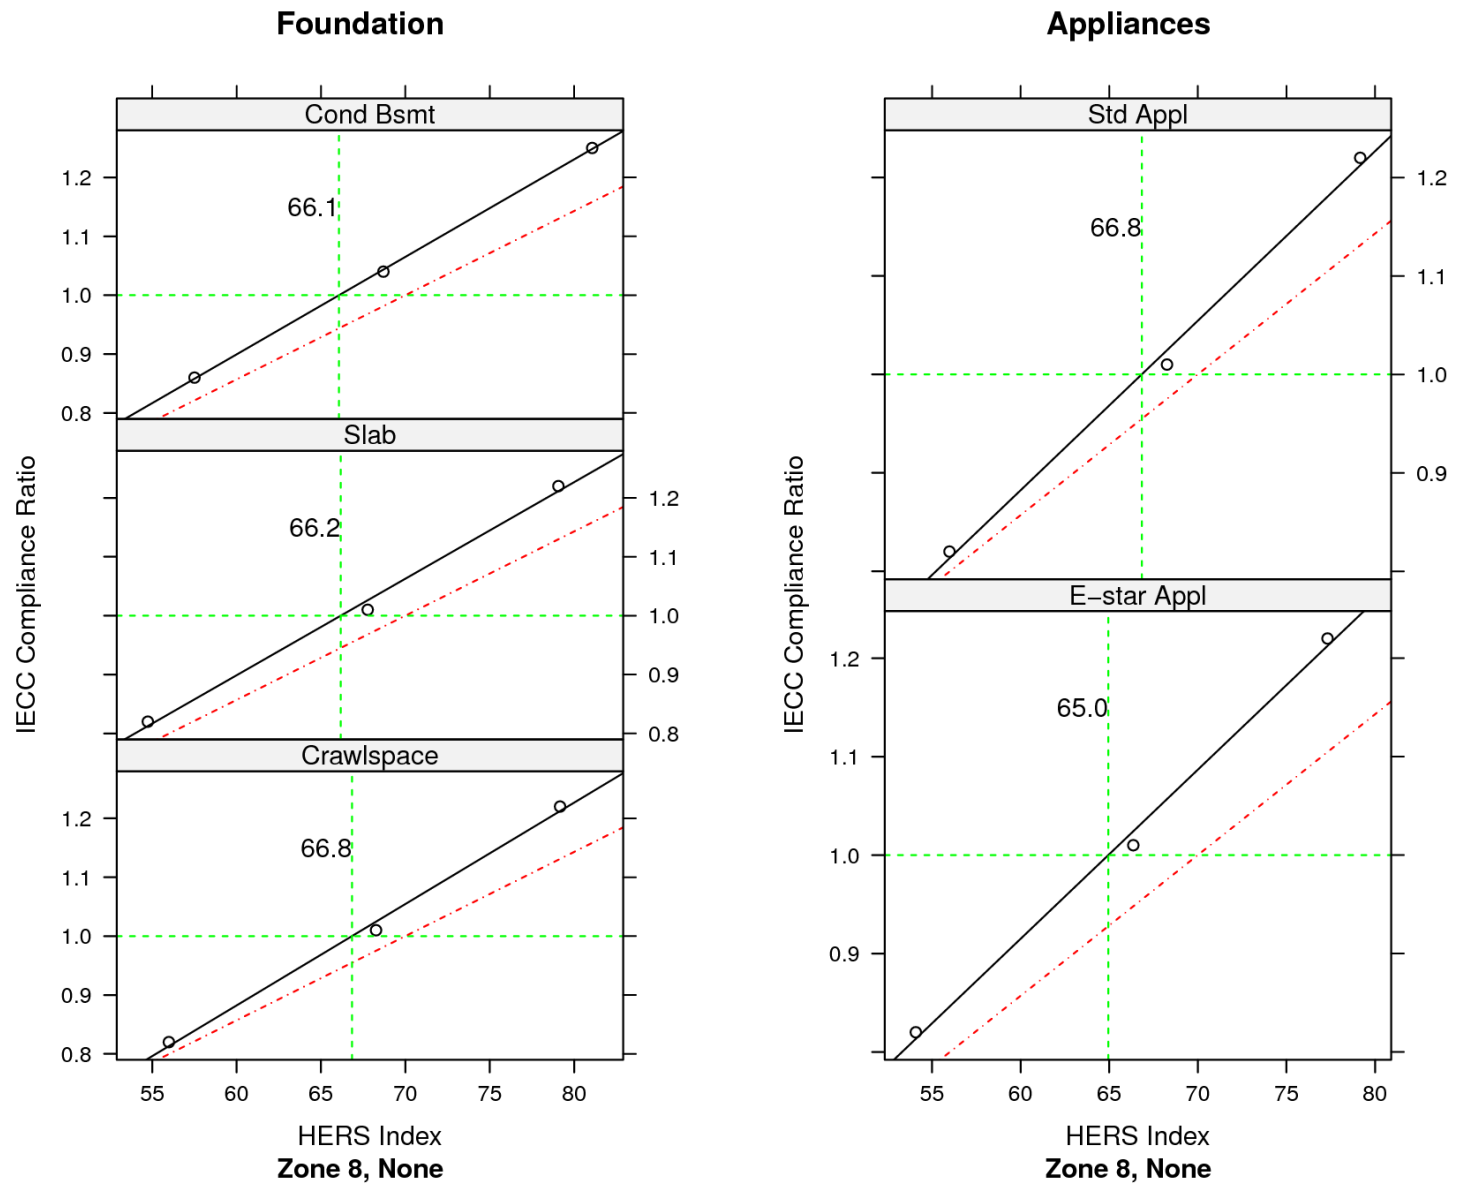 Foundation
Cond Bsmt
1.2
66.1
1.1
1.0
0.9
0.8
Slab
1.2
66.2
1.1
1.0
0.9
0.8
Crawlspace
1.2
66.8
1.1
1.0
0.9
0.8
IECC Compliance Ratio
55 60 65 70 75 80
HERS Index
Zone 8, None
Appliances
Std Appl
1.2
66.8
1.1
1.0
0.9
E−star Appl
1.2
65.0
1.1
1.0
0.9
IECC Compliance Ratio
55 60 65 70 75 80
HERS Index
Zone 8, None